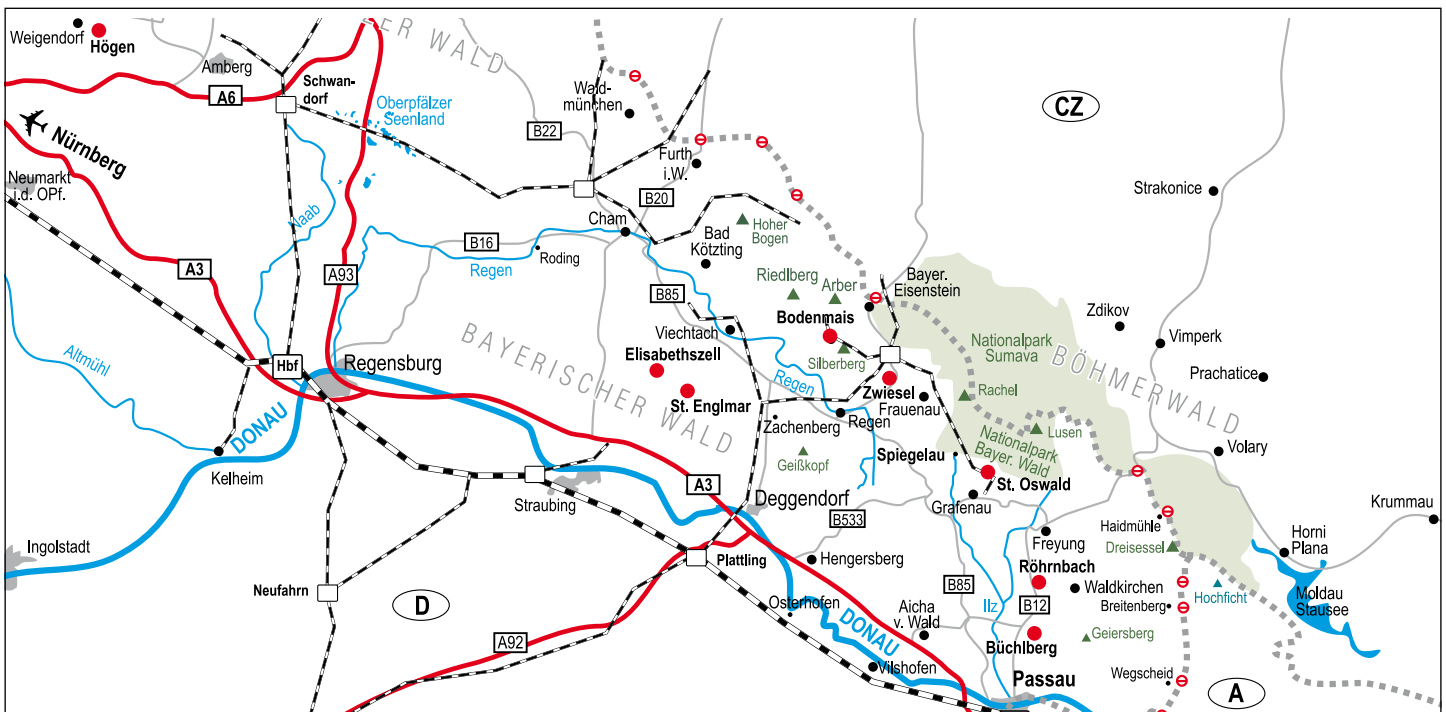 Weigendorf
Högen
Amberg
ER WALD
A6
Schwan-
dorf
Oberpfälzer
Seenland
Wald-
münchen
B22
CZ
Nürnberg
Neumarkt
i.d. OPf.
Furth
i.W.
B20
Strakonice
Naab
Cham
Hoher
Bogen
B16
Roding
Bad
Kötzting
A3
A93
Regen
Riedlberg
Arber
Bayer.
Eisenstein
B85
Bodenmais
Zdikov
Viechtach
Silberberg
Nationalpark
Sumava
Vimperk
Altmühl
BAYERISCHER WALD
BÖHMERWALD
Hbf
Regensburg
Elisabethszell
St. Englmar
Regen
Zwiesel
Frauenau
Rachel
Prachatice
DONAU
Zachenberg
Regen
Lusen
Geißkopf
Spiegelau
Nationalpark
Bayer. Wald
Volary
Kelheim
Straubing
A3
Deggendorf
St. Oswald
Grafenau
Krummau
B533
Haidmühle
Ingolstadt
Plattling
Hengersberg
Freyung
Dreisessel
Horni
Plana
Neufahrn
D
B85
Röhrnbach
Waldkirchen
Hochficht
Moldau
Stausee
Osterhofen
Aicha
v. Wald
Ilz
B12
Breitenberg
A92
DONAU
Büchlberg
Geiersberg
Vilshofen
Passau
Wegscheid
A